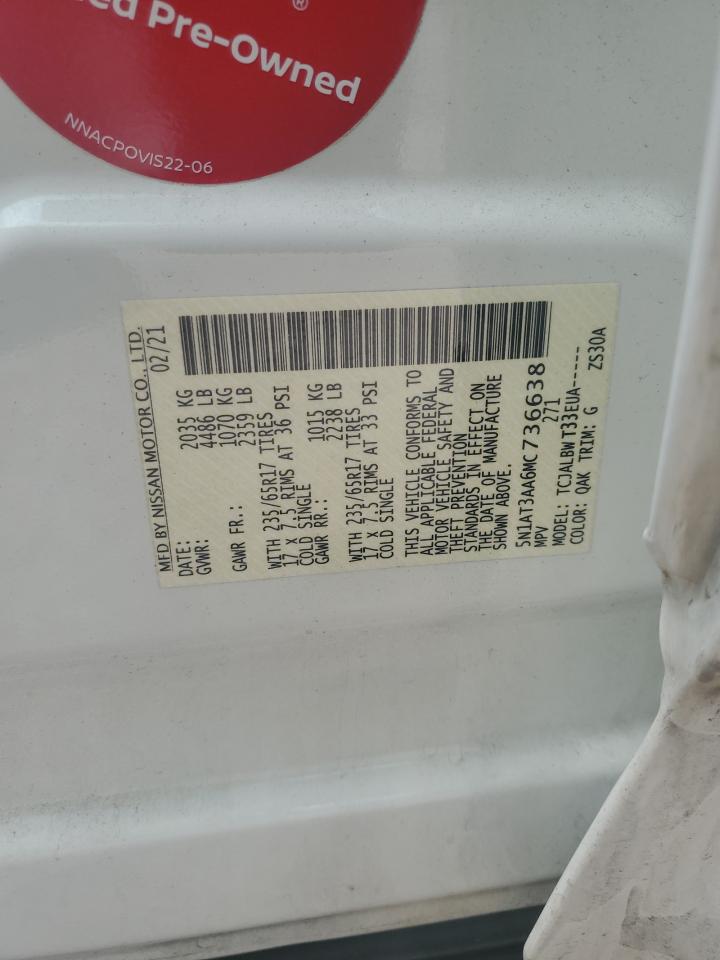 ®
ed Pre-Owned
NNACPOVIS22-06
MFD BY NISSAN MOTOR CO., LTD.
DATE: 02/21
GVWR: 2035 KG
4486 LB
GAWR FR.: 1070 KG
2359 LB
WITH 235/65R17 TIRES
17 X 7.5 RIMS AT 36 PSI
COLD SINGLE
GAWR RR.: 1015 KG
2238 LB
WITH 235/65R17 TIRES
17 X 7.5 RIMS AT 33 PSI
COLD SINGLE
THIS VEHICLE CONFORMS TO
ALL APPLICABLE FEDERAL
MOTOR VEHICLE SAFETY AND
THEFT PREVENTION
STANDARDS IN EFFECT ON
THE DATE OF MANUFACTURE
SHOWN ABOVE.
5N1AT3AA6MC736638
MPV 271
MODEL: TCJALBWT33EUA-----
COLOR: QAK TRIM: G ZS30A